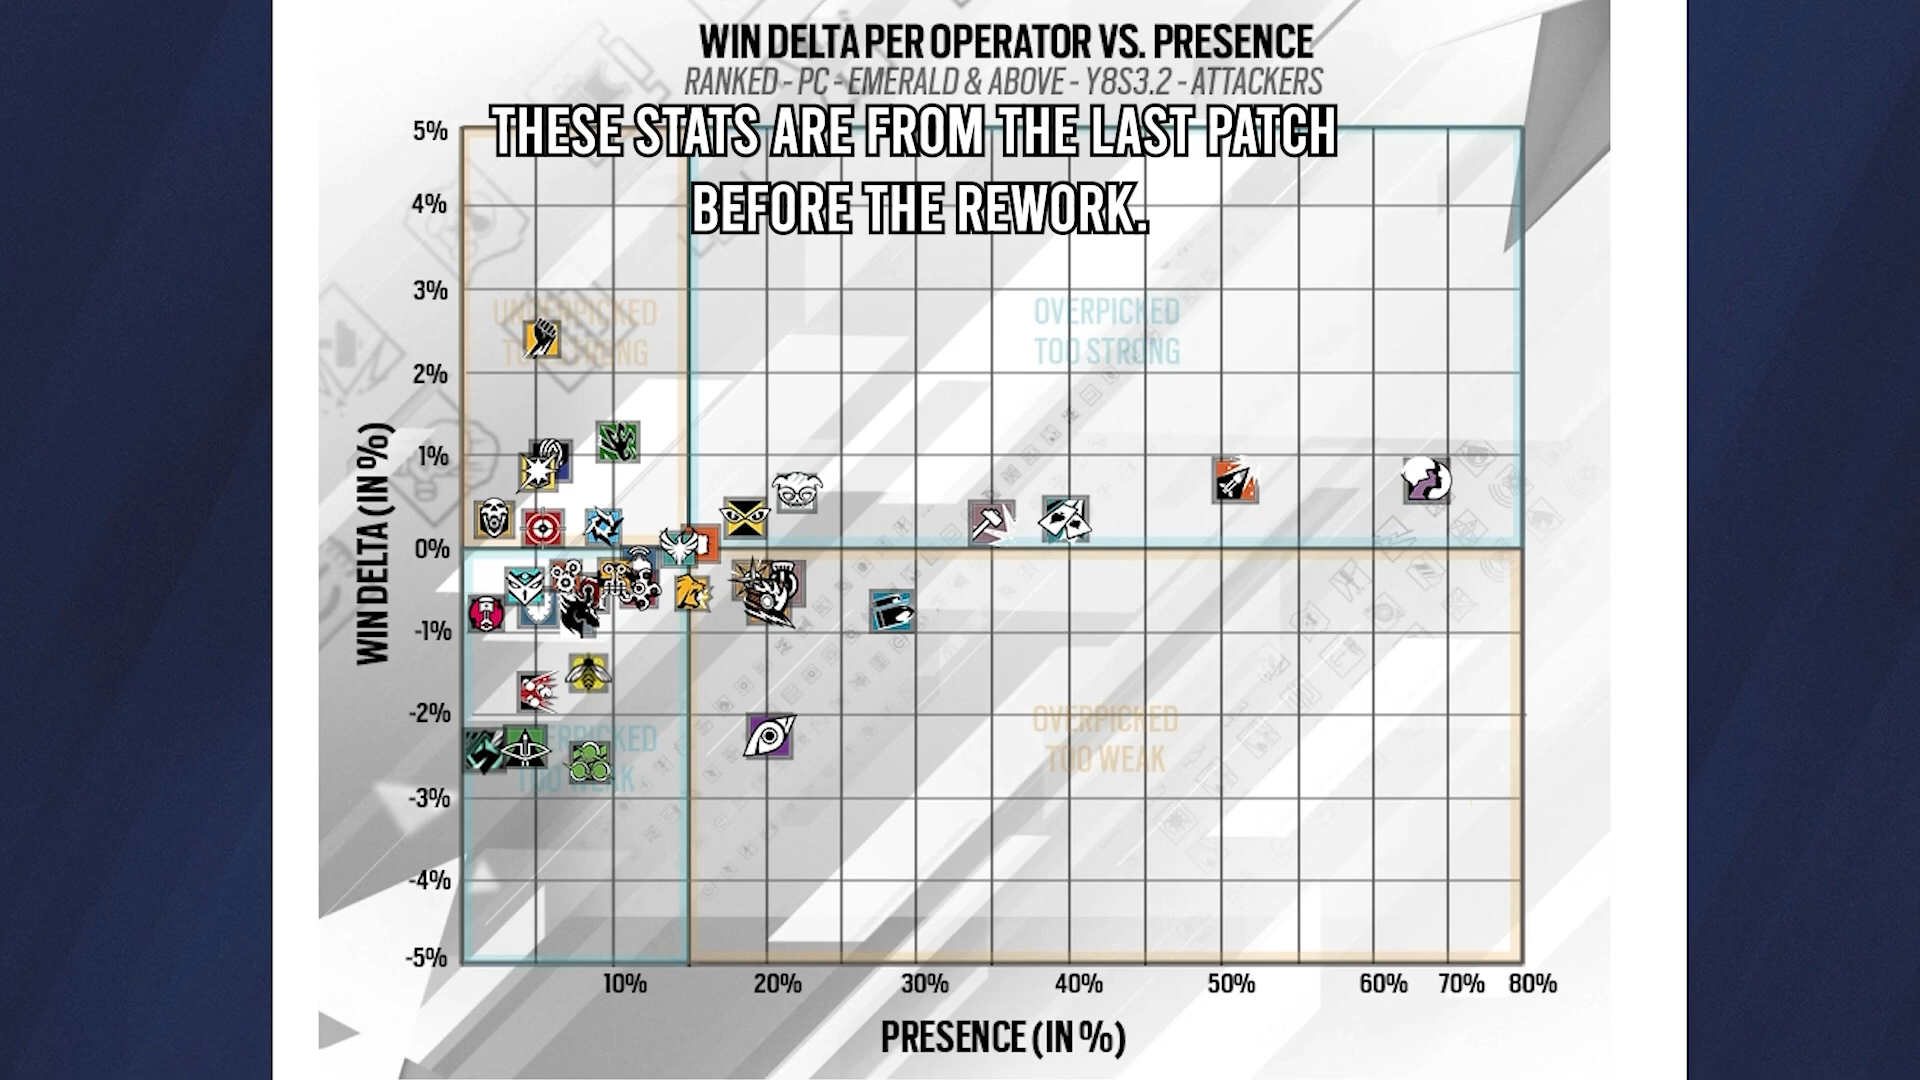 WIN DELTA PER OPERATOR VS. PRESENCE
RANKED - PC - EMERALD & ABOVE - Y8S3.2 - ATTACKERS
THESE STATS ARE FROM THE LAST PATCH
BEFORE THE REWORK.
5%
4%
3%
2%
1%
0%
-1%
-2%
-3%
-4%
-5%
WIN DELTA (IN %)
OVERPICKED
TOO STRONG
OVERPICKED
TOO WEAK
10%
20%
30%
40%
50%
60%
70%
80%
PRESENCE (IN %)